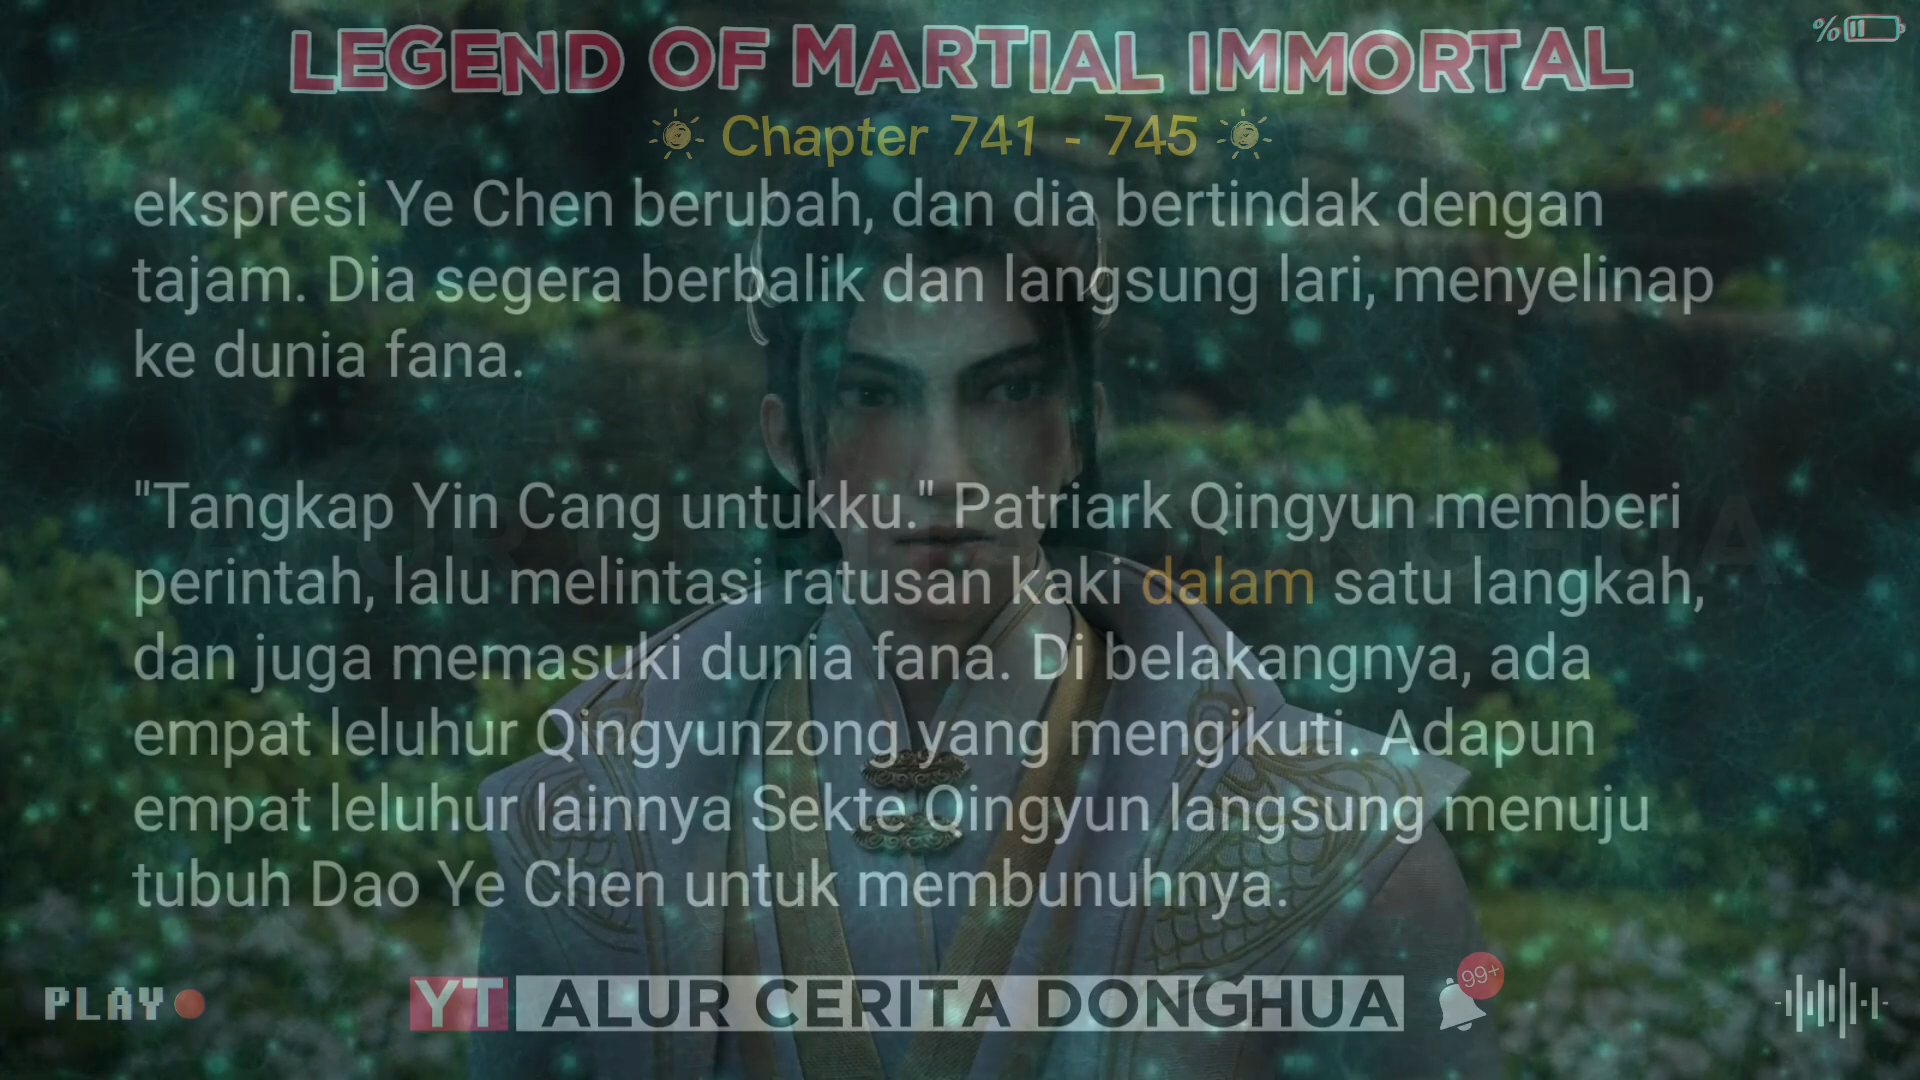 LEGEND OF MARTIAL IMMORTAL
Chapter 741 - 745
ekspresi Ye Chen berubah, dan dia bertindak dengan
tajam. Dia segera berbalik dan langsung lari, menyelinap
ke dunia fana.
"Tangkap Yin Cang untukku." Patriark Qingyun memberi
perintah, lalu melintasi ratusan kaki dalam satu langkah,
dan juga memasuki dunia fana. Di belakangnya, ada
empat leluhur Qingyunzong yang mengikuti. Adapun
empat leluhur lainnya Sekte Qingyun langsung menuju
tubuh Dao Ye Chen untuk membunuhnya.
PLAY
YT ALUR CERITA DONGHUA
99+
%
ALUR CERITA DONGHUA